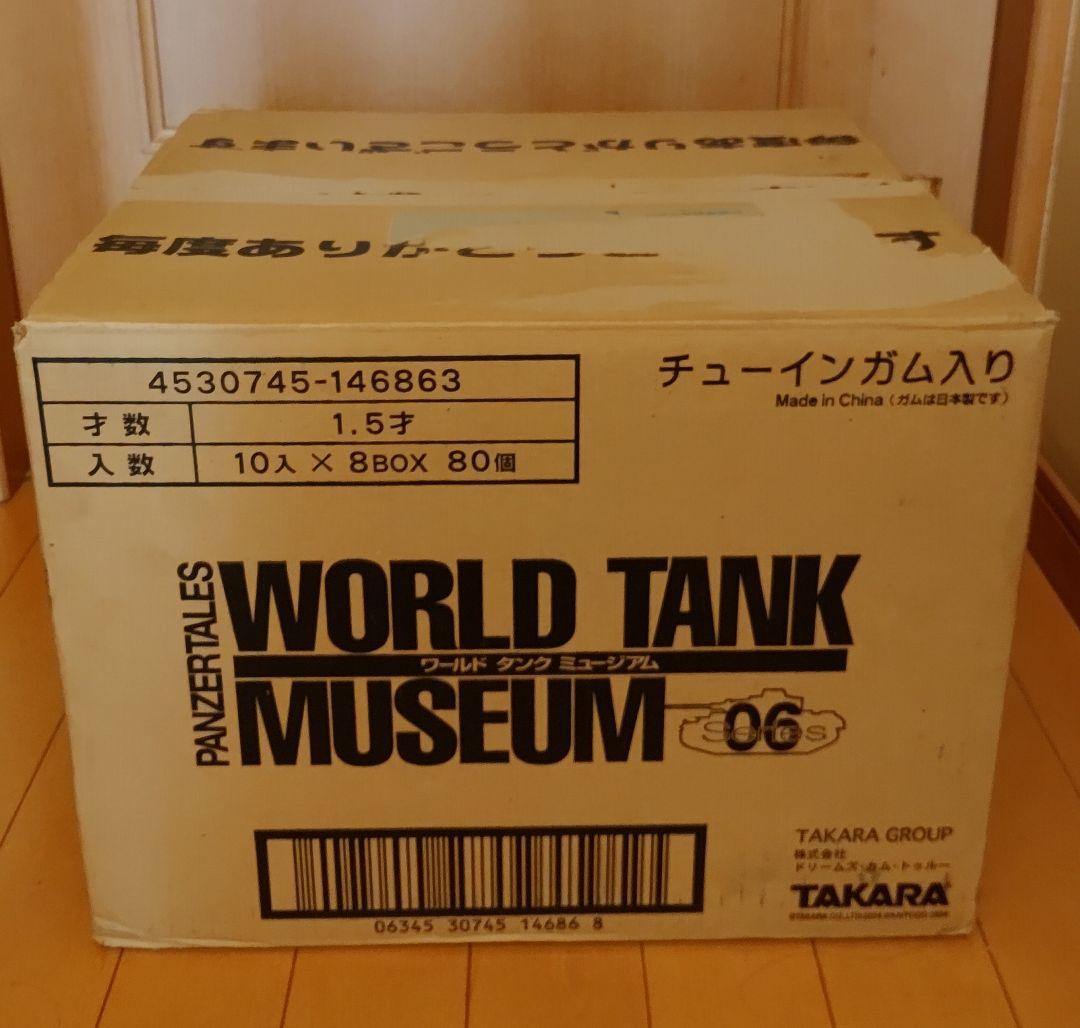 毎度ありがとうございます
毎度ありがとう
す
4530745-146863
才数 1.5才
入数 10入×8BOX 80個
チューインガム入り
Made in China (ガムは日本製です)
PANZERTALES
WORLD TANK
ワールド タンク ミュージアム
MUSEUM
Series 06
06345 30745 14686 8
TAKARA GROUP
株式会社
ドリームズ・カム・トゥルー
TAKARA